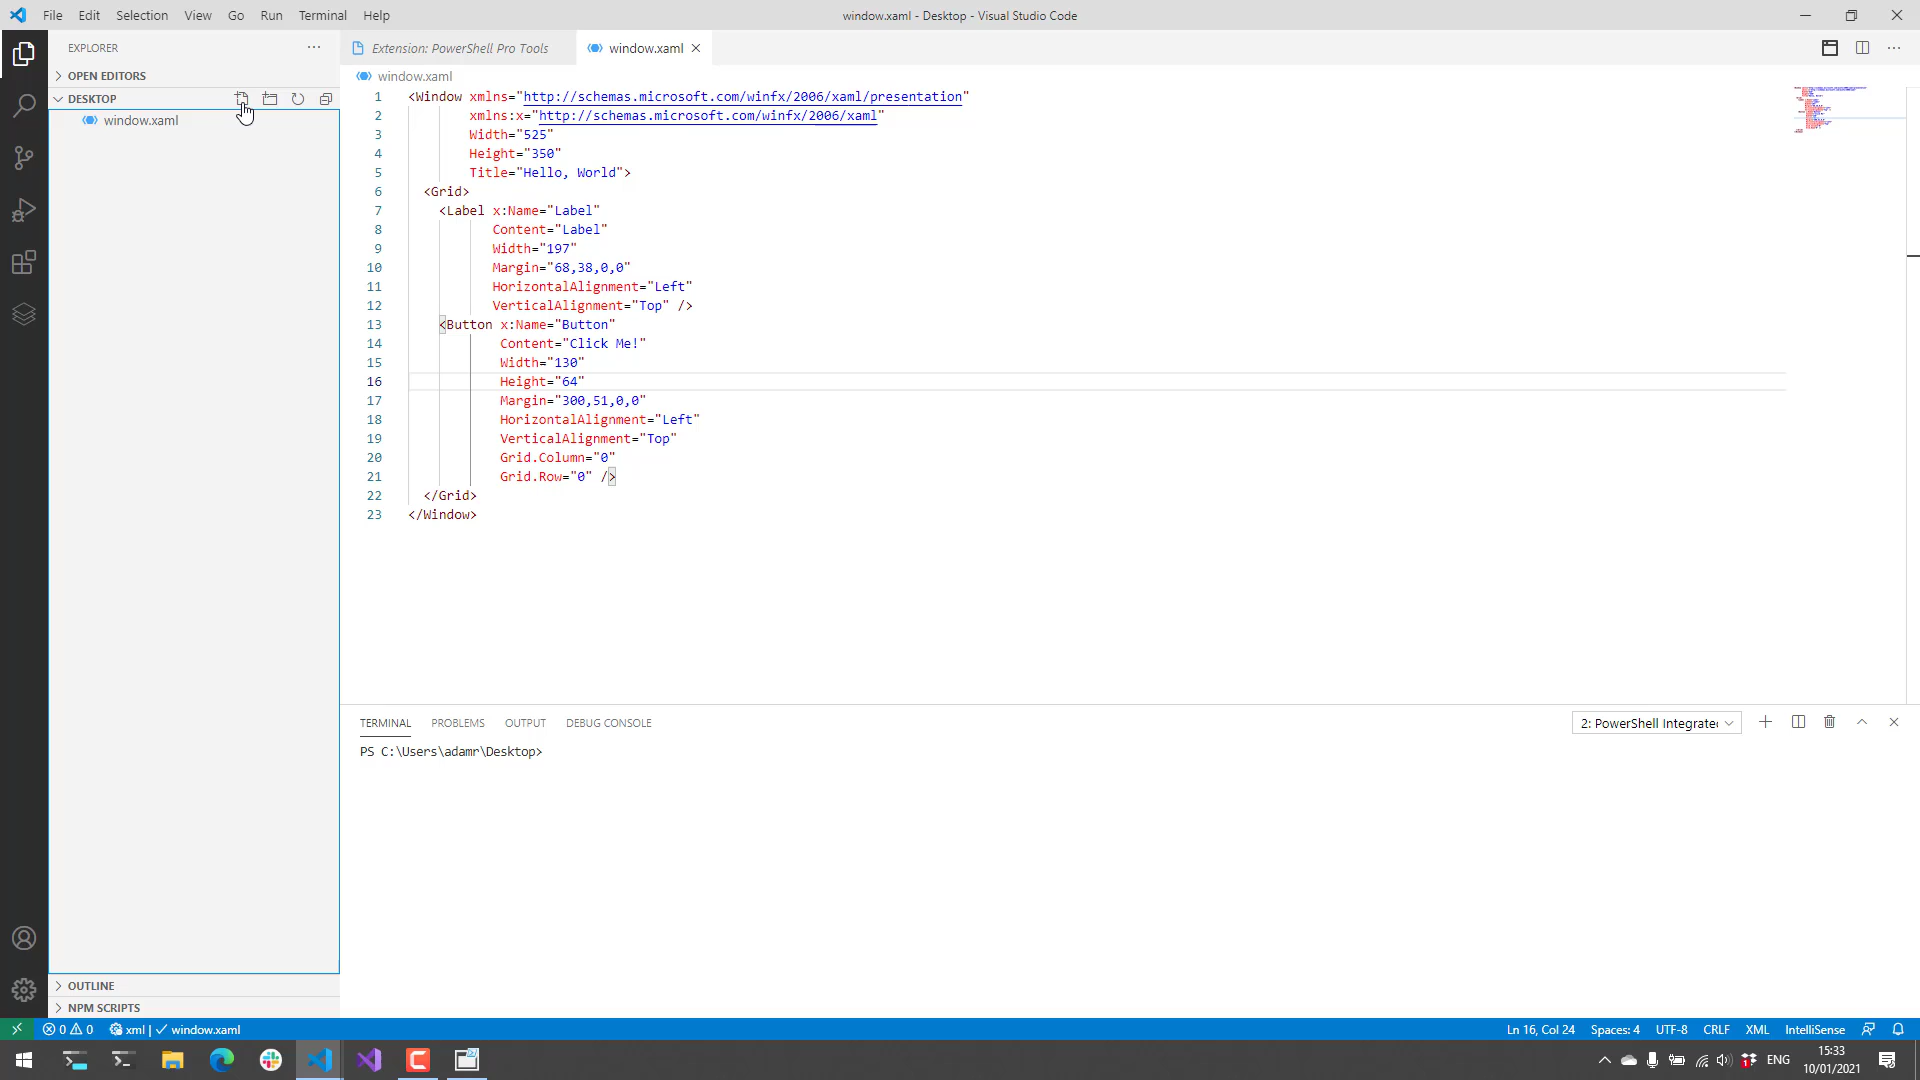 File Edit Selection View Go Run Terminal Help
window.xaml - Desktop - Visual Studio Code
EXPLORER
OPEN EDITORS
DESKTOP
window.xaml
Extension: PowerShell Pro Tools
window.xaml
window.xaml
1 <Window xmlns="http://schemas.microsoft.com/winfx/2006/xaml/presentation"
2 xmlns:x="http://schemas.microsoft.com/winfx/2006/xaml"
3 Width="525"
4 Height="350"
5 Title="Hello, World">
6 <Grid>
7 <Label x:Name="Label"
8 Content="Label"
9 Width="197"
10 Margin="68,38,0,0"
11 HorizontalAlignment="Left"
12 VerticalAlignment="Top" />
13 <Button x:Name="Button"
14 Content="Click Me!"
15 Width="130"
16 Height="64"
17 Margin="300,51,0,0"
18 HorizontalAlignment="Left"
19 VerticalAlignment="Top"
20 Grid.Column="0"
21 Grid.Row="0" />
22 </Grid>
23 </Window>
TERMINAL PROBLEMS OUTPUT DEBUG CONSOLE
2: PowerShell Integrate
PS C:\Users\adamr\Desktop>
OUTLINE
NPM SCRIPTS
0 0 xml | window.xaml
Ln 16, Col 24 Spaces: 4 UTF-8 CRLF XML IntelliSense
ENG
15:33
10/01/2021